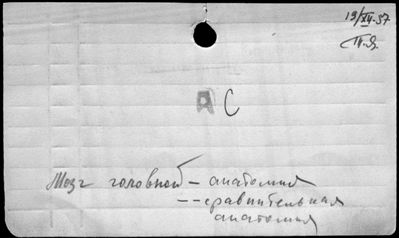 19/XII-57
А С
Мозг головной – анатомия
– – сравнительная
анатомия